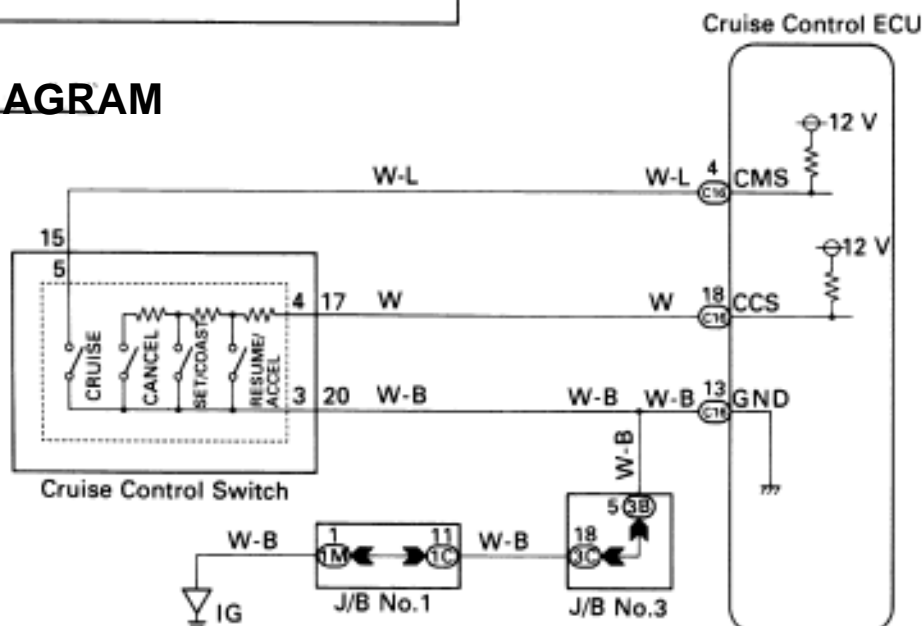 Cruise Control ECU
AGRAM
12 V
W-L
W-L
4
C16
CMS
15
5
12 V
4
17
W
W
18
C16
CCS
CRUISE
CANCEL
SET/COAST
RESUME/
ACCEL
3
20
W-B
W-B
W-B
13
C16
GND
W-B
Cruise Control Switch
5
3B
W-B
1
1M
11
1C
W-B
18
3C
J/B No.1
J/B No.3
IG